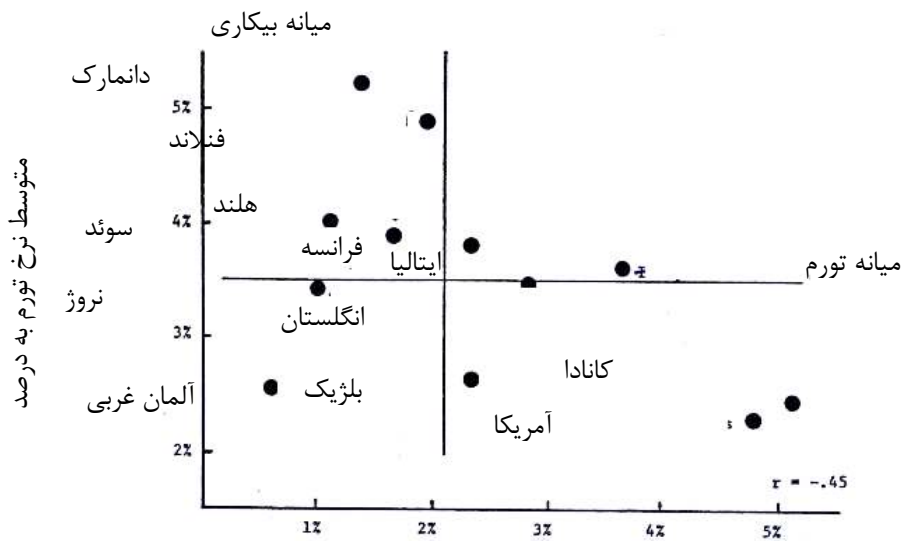 میانه بیکاری
دانمارک
5%
فنلاند
هلند
4%
سوئد
فرانسه
ایتالیا
میانه تورم
نروژ
انگلستان
3%
کانادا
بلژیک
آلمان غربی
آمریکا
2%
r = -.45
1%
2%
3%
4%
5%
متوسط نرخ تورم به درصد